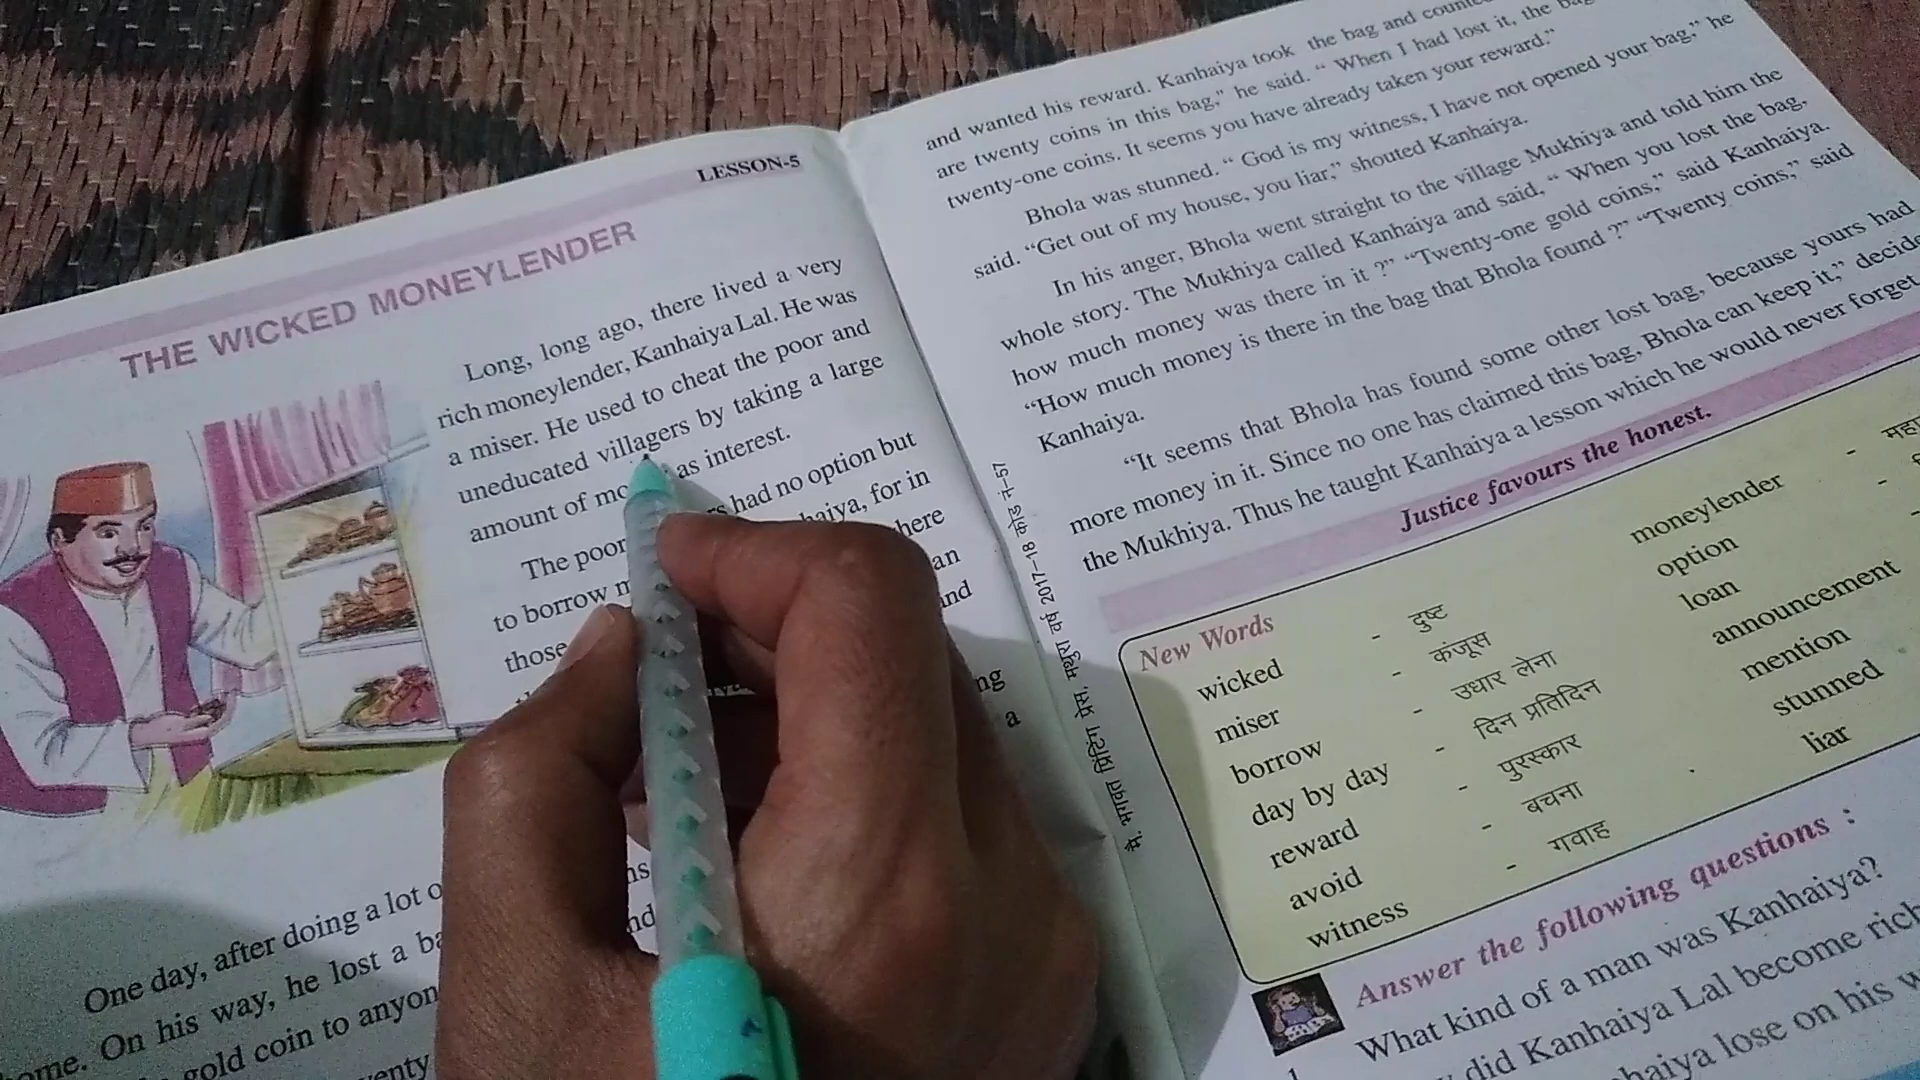 LESSON-5
THE WICKED MONEYLENDER
Long, long ago, there lived a very
rich moneylender, Kanhaiya Lal. He was
a miser. He used to cheat the poor and
uneducated villagers by taking a large
amount of as interest.
The poor had no option but
to borrow for in
those here
an
and
ng
a
One day, after doing a lot
On his way, he lost a
gold coin to anyon
and wanted his reward. Kanhaiya took the bag and
are twenty coins in this bag," he said. “ When I had lost it, the
twenty-one coins. It seems you have already taken your reward.”
Bhola was stunned. “ God is my witness, I have not opened your bag,” he
said. “Get out of my house, you liar,” shouted Kanhaiya.
In his anger, Bhola went straight to the village Mukhiya and told him the
whole story. The Mukhiya called Kanhaiya and said, “ When you lost the bag,
how much money was there in it ?” “Twenty-one gold coins,” said Kanhaiya.
“How much money is there in the bag that Bhola found ?” “Twenty coins,” said
Kanhaiya.
“It seems that Bhola has found some other lost bag, because yours had
more money in it. Since no one has claimed this bag, Bhola can keep it,”
the Mukhiya. Thus he taught Kanhaiya a lesson which he would never forget
Justice favours the honest.
New Words
wicked - दुष्ट
miser - कंजूस
borrow - उधार लेना
day by day - दिन प्रतिदिन
reward - पुरस्कार
avoid - बचना
witness - गवाह
moneylender -
option -
loan -
announcement
mention
stunned
liar
Answer the following questions :
What kind of a man was Kanhaiya?
did Kanhaiya Lal become rich
lose on his
प्रिंटिंग प्रेस, मथुरा वर्ष 2017–18 कोड नं–57